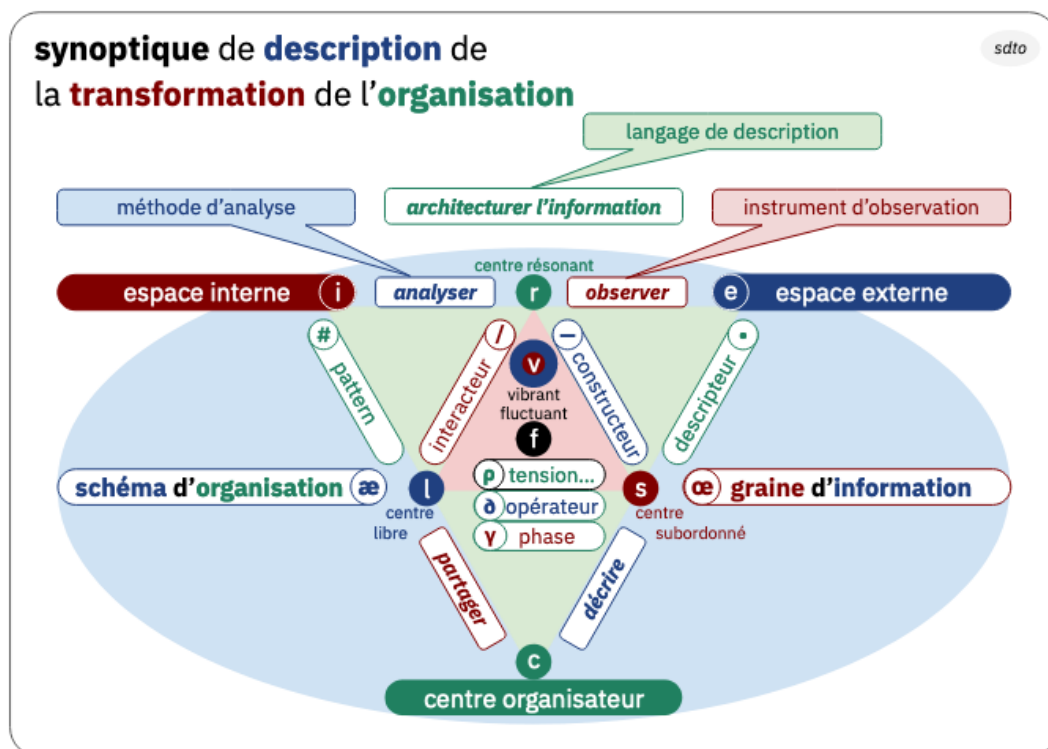 synoptique de description de
la transformation de l'organisation
sdto
langage de description
méthode d'analyse
architecturer l'information
instrument d'observation
centre résonant
espace interne i
analyser
r
observer
e espace externe
#
pattern
/
interacteur
v
vibrant
fluctuant
f
—
constructeur
▪
descripteur
ρ tension...
∂ opérateur
γ phase
schéma d'organisation æ
l
centre
libre
s
centre
subordonné
œ graine d'information
partager
décrire
c
centre organisateur